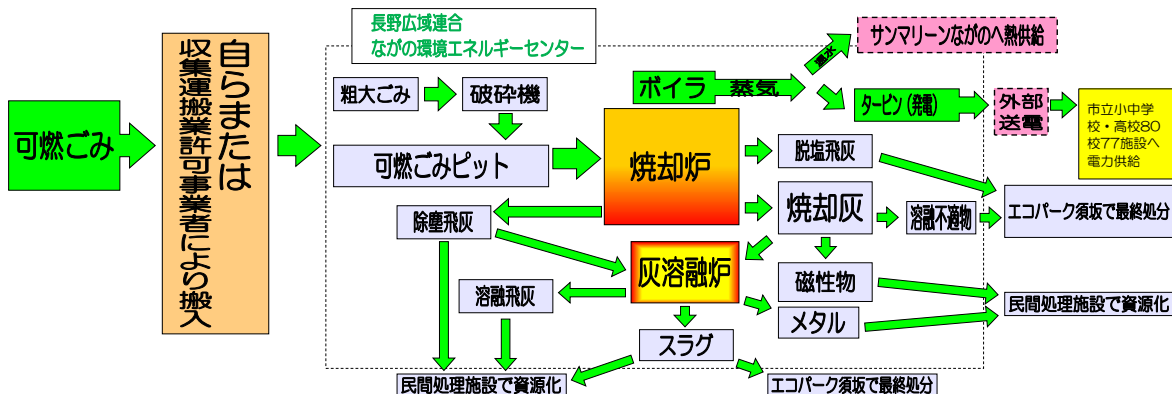 長野広域連合
ながの環境エネルギーセンター
サンマリーンながのへ熱供給
温水
可燃ごみ
自らまたは
収集運搬業許可事業者により搬入
粗大ごみ
破砕機
ボイラ
蒸気
タービン(発電)
外部
送電
市立小中学
校・高校80
校77施設へ
電力供給
可燃ごみピット
焼却炉
脱塩飛灰
焼却灰
溶融不適物
エコパーク須坂で最終処分
除塵飛灰
灰溶融炉
磁性物
溶融飛灰
メタル
民間処理施設で資源化
スラグ
民間処理施設で資源化
エコパーク須坂で最終処分